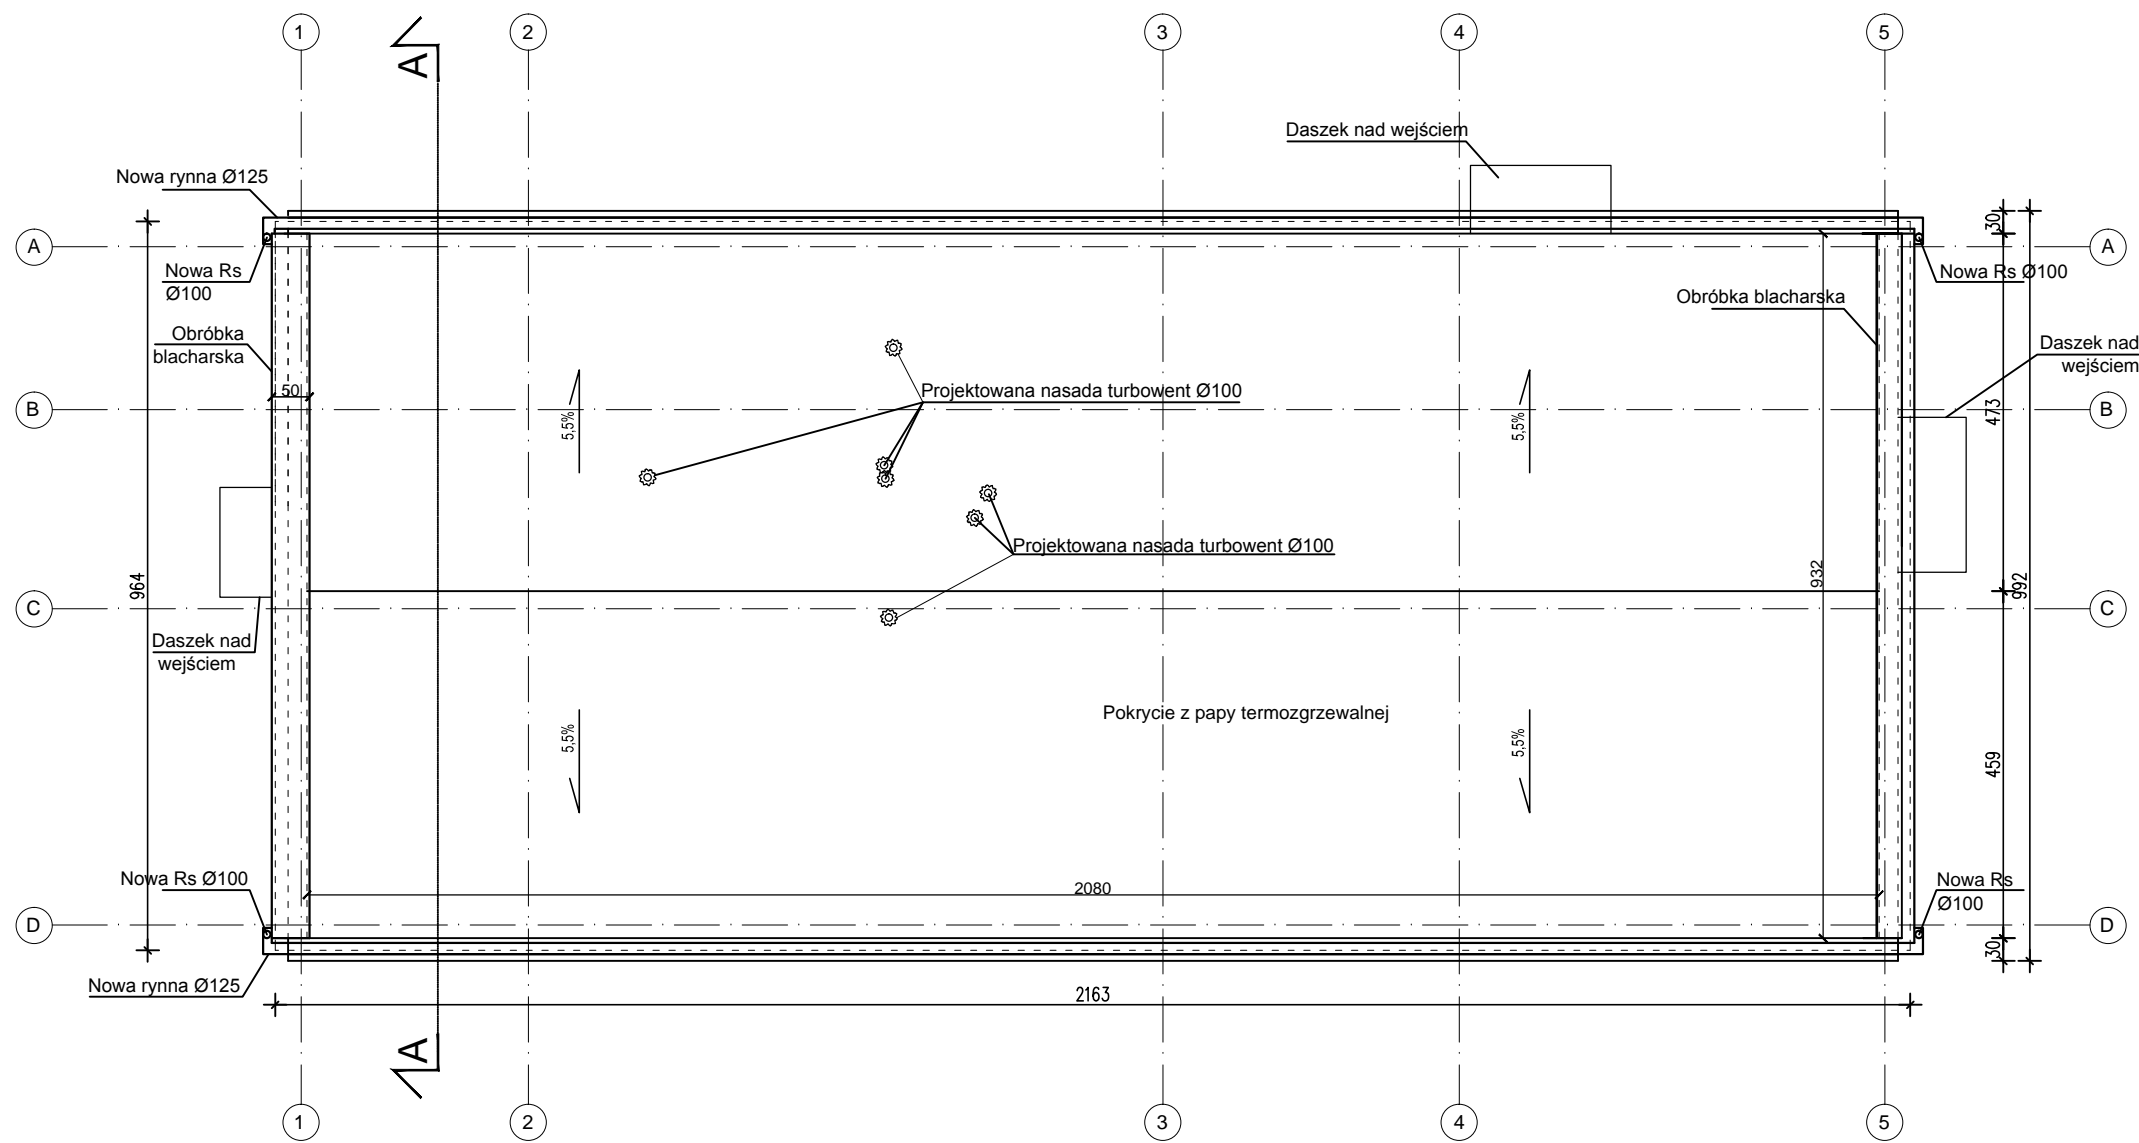 1
2
3
4
5
A
Daszek nad wejściem
Nowa rynna Ø125
30
A
A
Nowa Rs
Ø100
Nowa Rs Ø100
Obróbka blacharska
Obróbka
blacharska
Daszek nad
wejściem
50
Projektowana nasada turbowent Ø100
B
B
473
5,5%
5,5%
Projektowana nasada turbowent Ø100
964
932
992
C
C
Daszek nad
wejściem
Pokrycie z papy termozgrzewalnej
5,5%
5,5%
459
Nowa Rs Ø100
2080
Nowa Rs
Ø100
D
D
30
Nowa rynna Ø125
2163
A
1
2
3
4
5